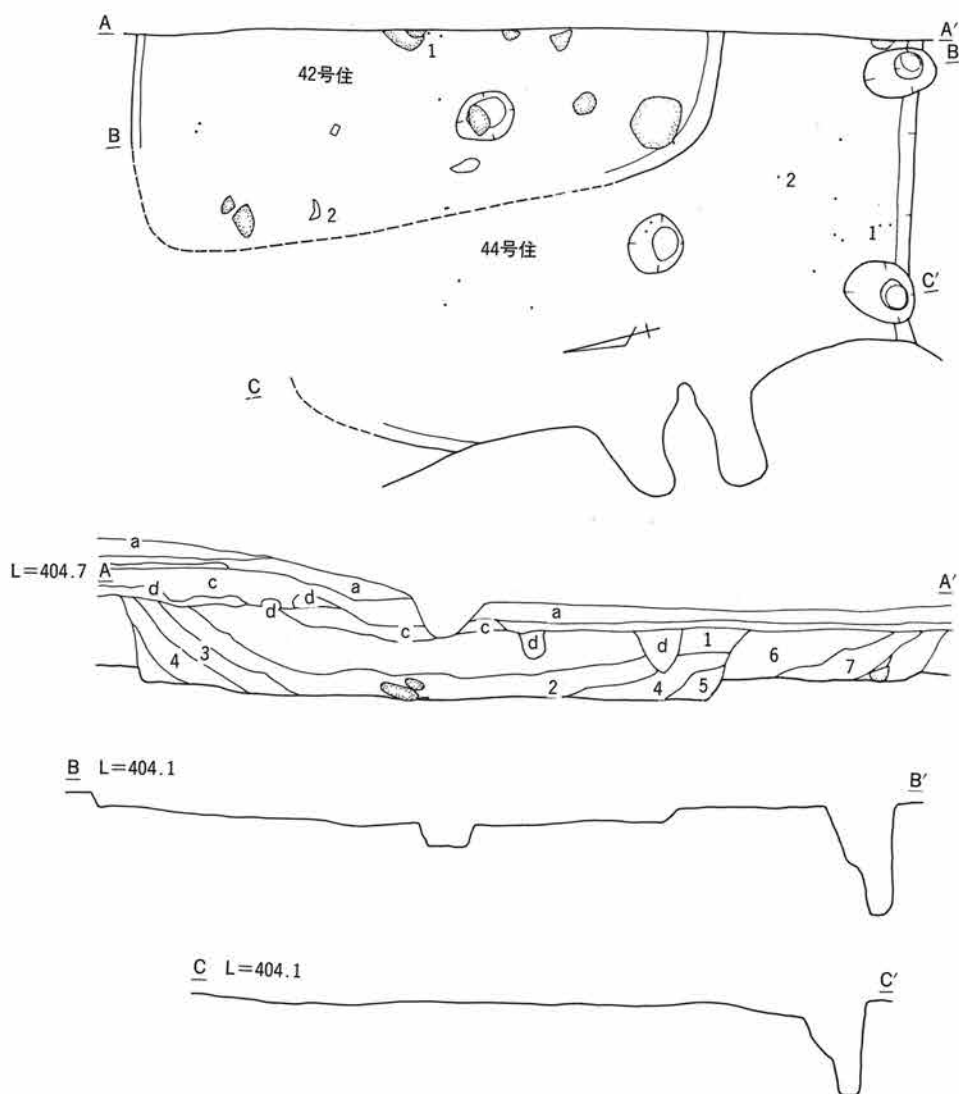 A A′
1 B
42号住
B
2
2
44号住 1
C′
C
a
L=404.7 A A′
d c d a a
d c c d d 1
3 6
4 2 4 5 7
B L=404.1 B′
C L=404.1 C′